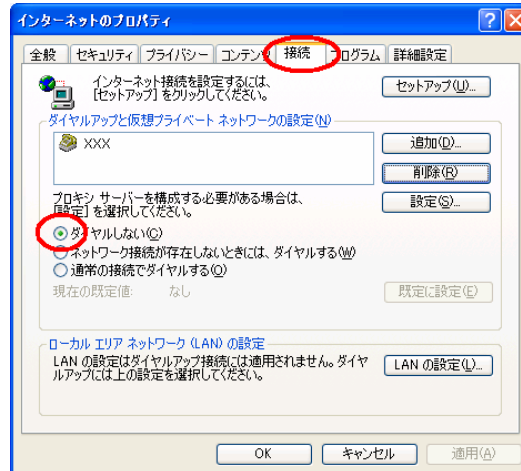 インターネットのプロパティ
全般 セキュリティ プライバシー コンテンツ 接続 プログラム 詳細設定
インターネット接続を設定するには、
[セットアップ] をクリックしてください。
セットアップ(U)...
ダイヤルアップと仮想プライベート ネットワークの設定(N)
XXX
追加(D)...
削除(R)
プロキシ サーバーを構成する必要がある場合は、
[設定] を選択してください。
設定(S)...
ダイヤルしない(C)
ネットワーク接続が存在しないときには、ダイヤルする(W)
通常の接続でダイヤルする(O)
現在の既定値: なし
既定に設定(E)
ローカル エリア ネットワーク (LAN) の設定
LAN の設定はダイヤルアップ接続には適用されません。ダイヤ
ルアップには上の設定を選択してください。
LAN の設定(L)...
OK キャンセル 適用(A)